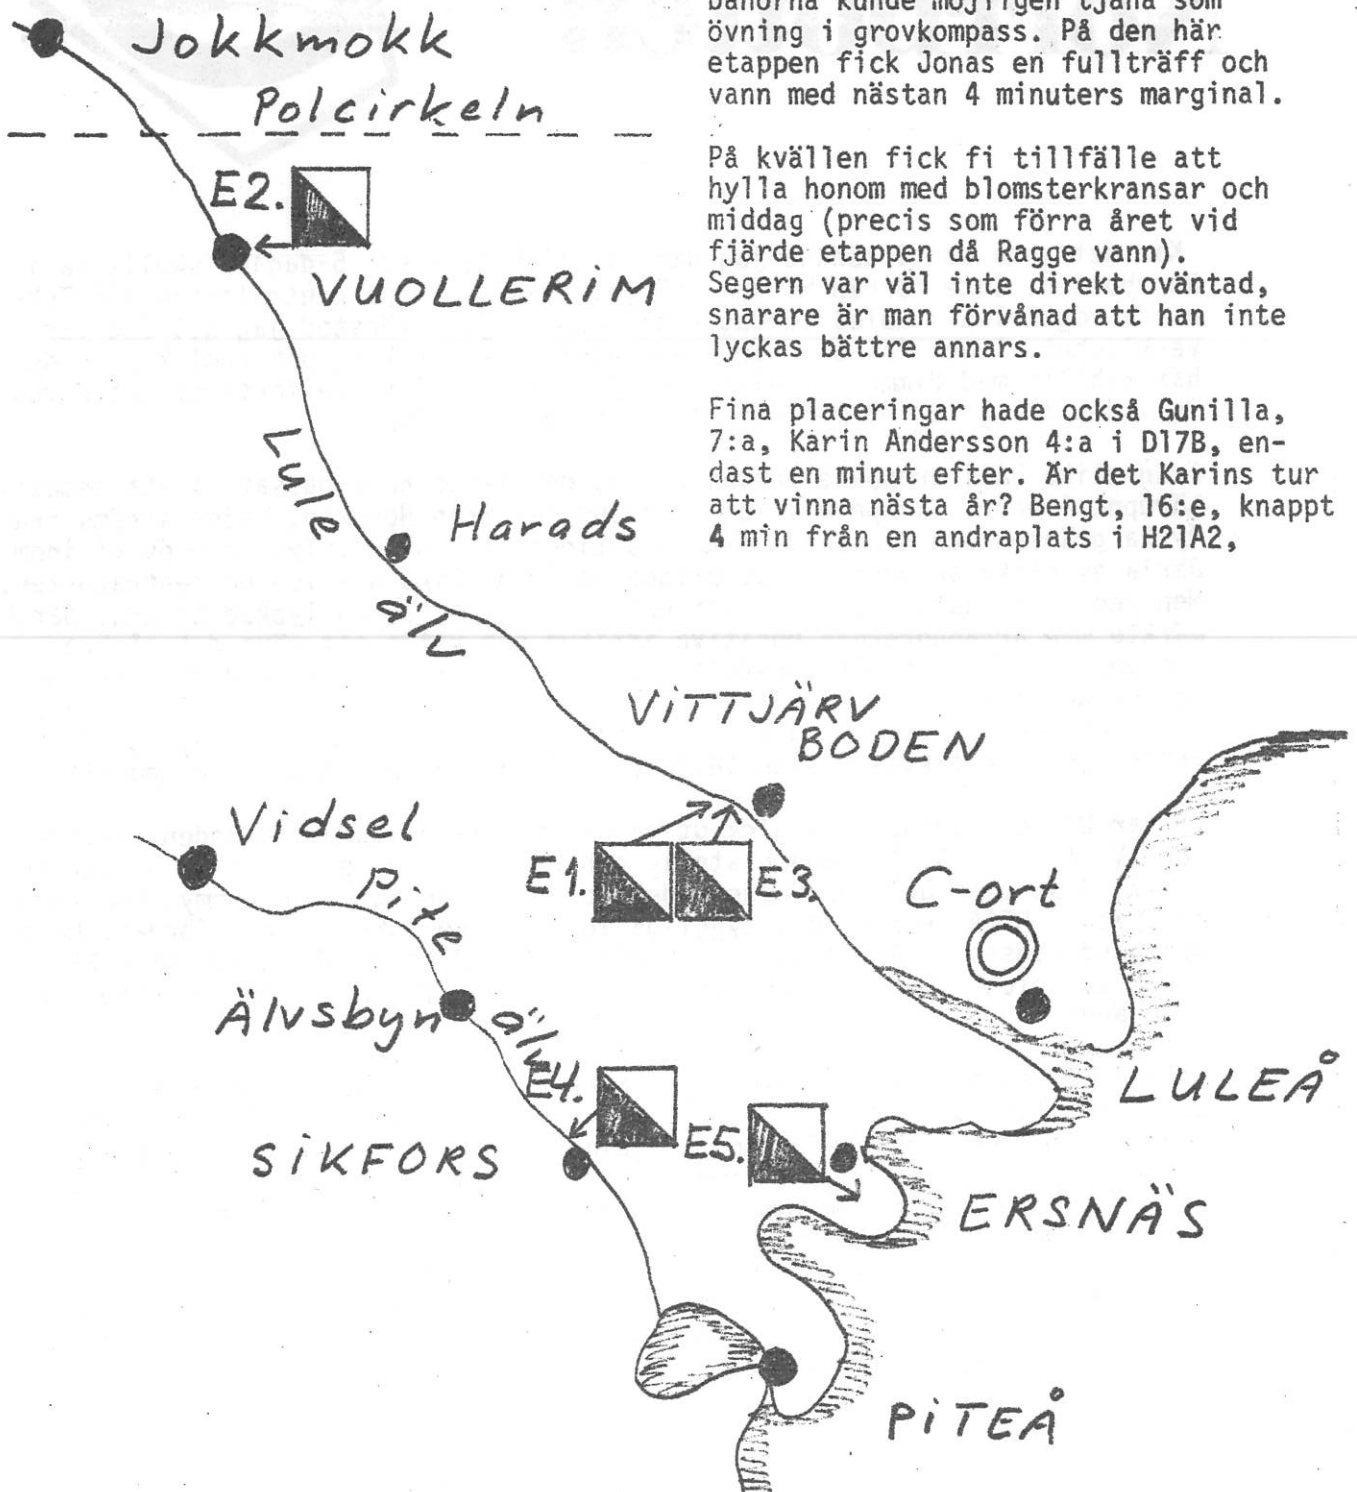 banorna kunde möjligen tjäna som
övning i grovkompass. På den här
etappen fick Jonas en fullträff och
vann med nästan 4 minuters marginal.
På kvällen fick fi tillfälle att
hylla honom med blomsterkransar och
middag (precis som förra året vid
fjärde etappen då Ragge vann).
Segern var väl inte direkt oväntad,
snarare är man förvånad att han inte
lyckas bättre annars.
Fina placeringar hade också Gunilla,
7:a, Karin Andersson 4:a i D17B, en-
dast en minut efter. Är det Karins tur
att vinna nästa år? Bengt, 16:e, knappt
4 min från en andraplats i H21A2,
Jokkmokk
Polcirkeln
E2.
VUOLLERiM
Lule
Harads
älv
ViTTJÄRV
BODEN
Vidsel
Pite
E1.
E3.
C-ort
Älvsbyn
älv
E4.
LULEÅ
SiKFORS
E5.
ERSNÄS
PiTEÅ